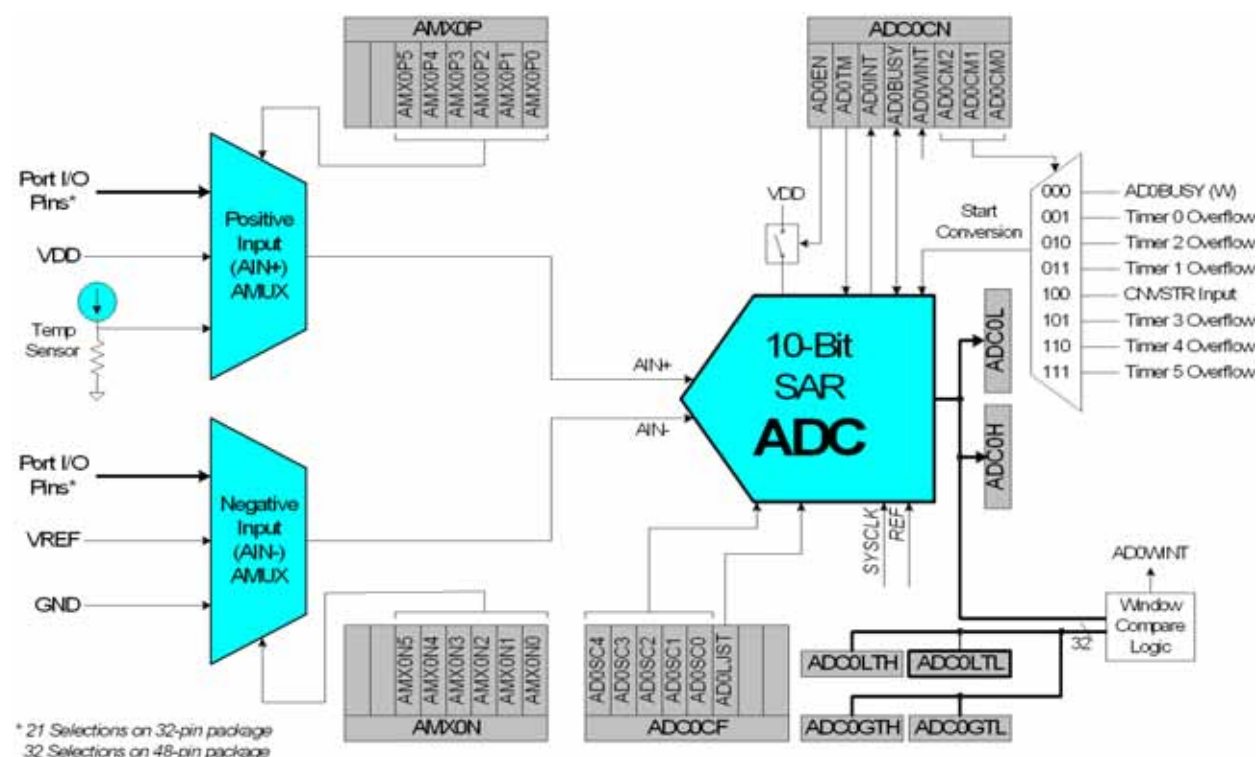 AMX0P
AMX0P5
AMX0P4
AMX0P3
AMX0P2
AMX0P1
AMX0P0
ADC0CN
AD0EN
AD0TM
AD0INT
AD0BUSY
AD0WINT
AD0CM2
AD0CM1
AD0CM0
Port I/O
Pins*
VDD
Temp
Sensor
Positive
Input
(AIN+)
AMUX
VDD
Start
Conversion
000
AD0BUSY (W)
001
Timer 0 Overflow
010
Timer 2 Overflow
011
Timer 1 Overflow
100
CNVSTR Input
101
Timer 3 Overflow
110
Timer 4 Overflow
111
Timer 5 Overflow
AIN+
AIN-
10-Bit
SAR
ADC
ADC0L
ADC0H
Port I/O
Pins*
VREF
GND
Negative
Input
(AIN-)
AMUX
SYSCLK
REF
AD0WINT
Window
Compare
Logic
32
AMX0N5
AMX0N4
AMX0N3
AMX0N2
AMX0N1
AMX0N0
AMX0N
AD0SC4
AD0SC3
AD0SC2
AD0SC1
AD0SC0
AD0LJST
ADC0CF
ADC0LTH
ADC0LTL
ADC0GTH
ADC0GTL
* 21 Selections on 32-pin package
32 Selections on 48-pin package